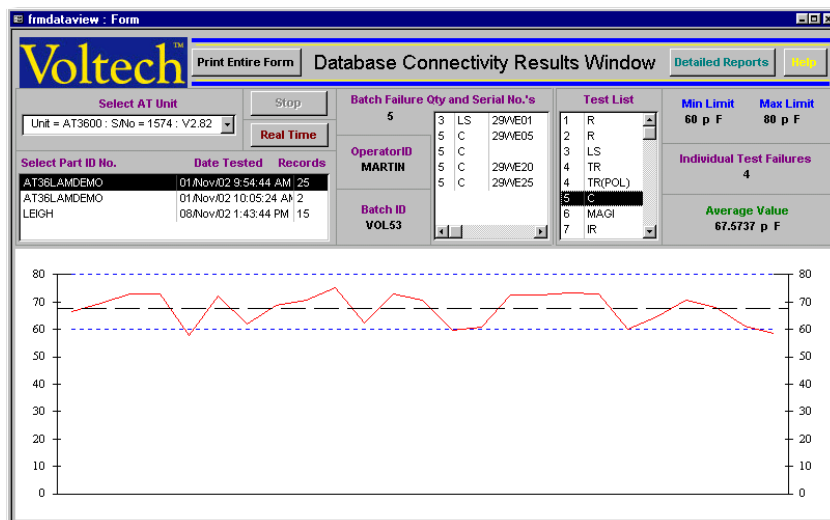 frmdataview : Form
Voltech™
Print Entire Form
Database Connectivity Results Window
Detailed Reports
Help
Select AT Unit
Unit = AT3600 : S/No = 1574 : V2.82
Stop
Real Time
Select Part ID No. Date Tested Records
AT36LAMDEMO 01/Nov/02 9:54:44 AM 25
AT36LAMDEMO 01/Nov/02 10:05:24 AM 2
LEIGH 08/Nov/02 1:43:44 PM 15
Batch Failure Qty and Serial No.'s
5
OperatorID
MARTIN
Batch ID
VOL53
3 LS 29WE01
5 C 29WE05
5 C
5 C 29WE20
5 C 29WE25
Test List
1 R
2 R
3 LS
4 TR
4 TR(POL)
5 C
6 MAGI
7 IR
Min Limit Max Limit
60 p F 80 p F
Individual Test Failures
4
Average Value
67.5737 p F
80 80
70 70
60 60
50 50
40 40
30 30
20 20
10 10
0 0